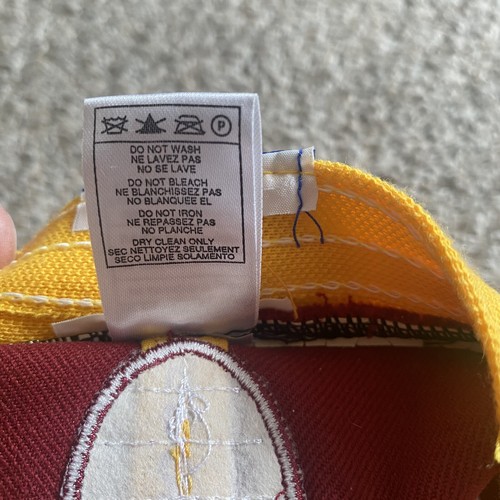 P
DO NOT WASH
NE LAVEZ PAS
NO SE LAVE
DO NOT BLEACH
NE BLANCHISSEZ PAS
NO BLANQUEE EL
DO NOT IRON
NE REPASSEZ PAS
NO PLANCHE
DRY CLEAN ONLY
SEC NETTOYEZ SEULEMENT
SECO LIMPIE SOLAMENTO